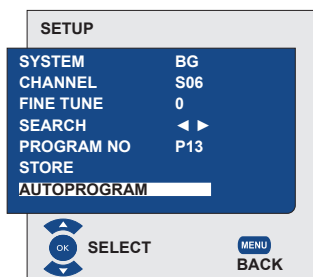 SETUP
SYSTEM BG
CHANNEL S06
FINE TUNE 0
SEARCH ◄ ►
PROGRAM NO P13
STORE
AUTOPROGRAM
OK SELECT MENU
BACK